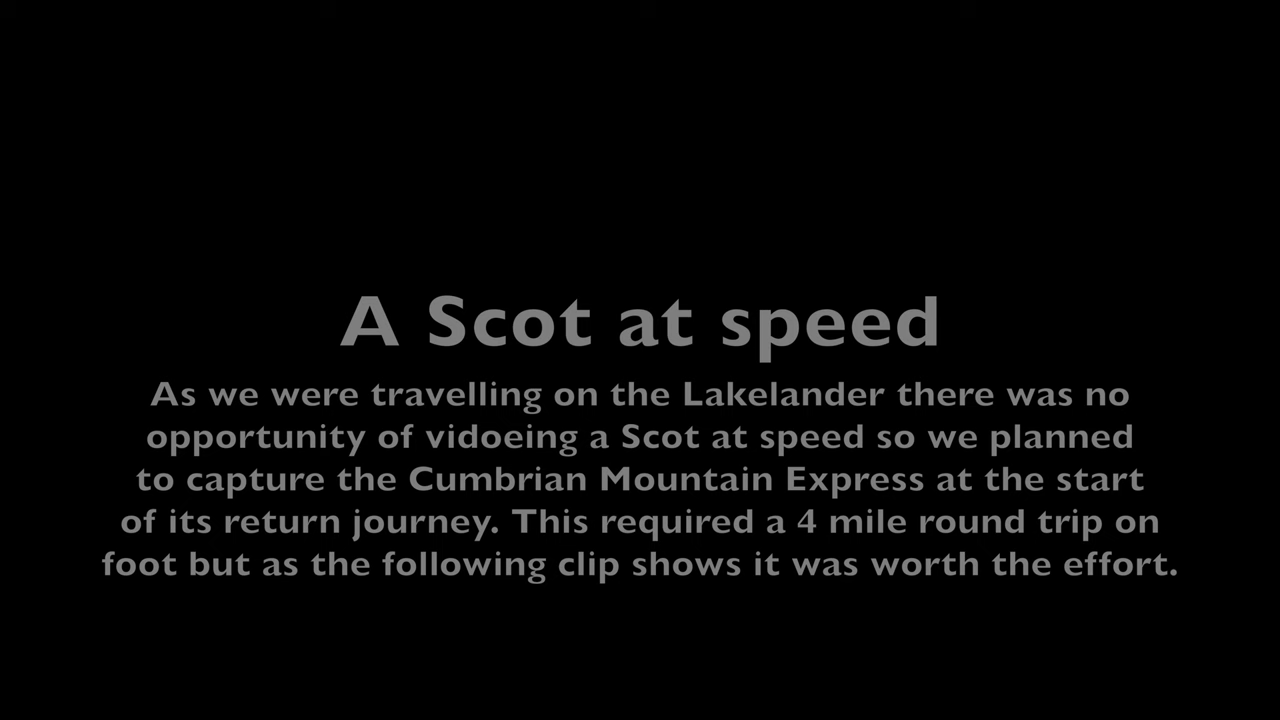 A Scot at speed
As we were travelling on the Lakelander there was no
opportunity of vidoeing a Scot at speed so we planned
to capture the Cumbrian Mountain Express at the start
of its return journey. This required a 4 mile round trip on
foot but as the following clip shows it was worth the effort.